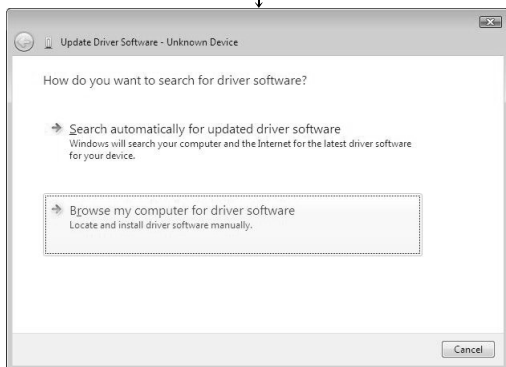 Update Driver Software - Unknown Device
How do you want to search for driver software?
Search automatically for updated driver software
Windows will search your computer and the Internet for the latest driver software
for your device.
Browse my computer for driver software
Locate and install driver software manually.
Cancel